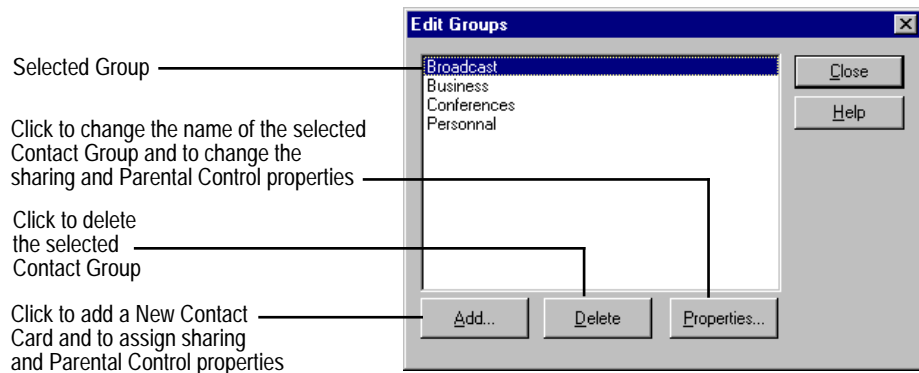 Edit Groups
Selected Group
Broadcast
Business
Conferences
Personnal
Close
Help
Click to change the name of the selected
Contact Group and to change the
sharing and Parental Control properties
Click to delete
the selected
Contact Group
Click to add a New Contact
Card and to assign sharing
and Parental Control properties
Add...
Delete
Properties...